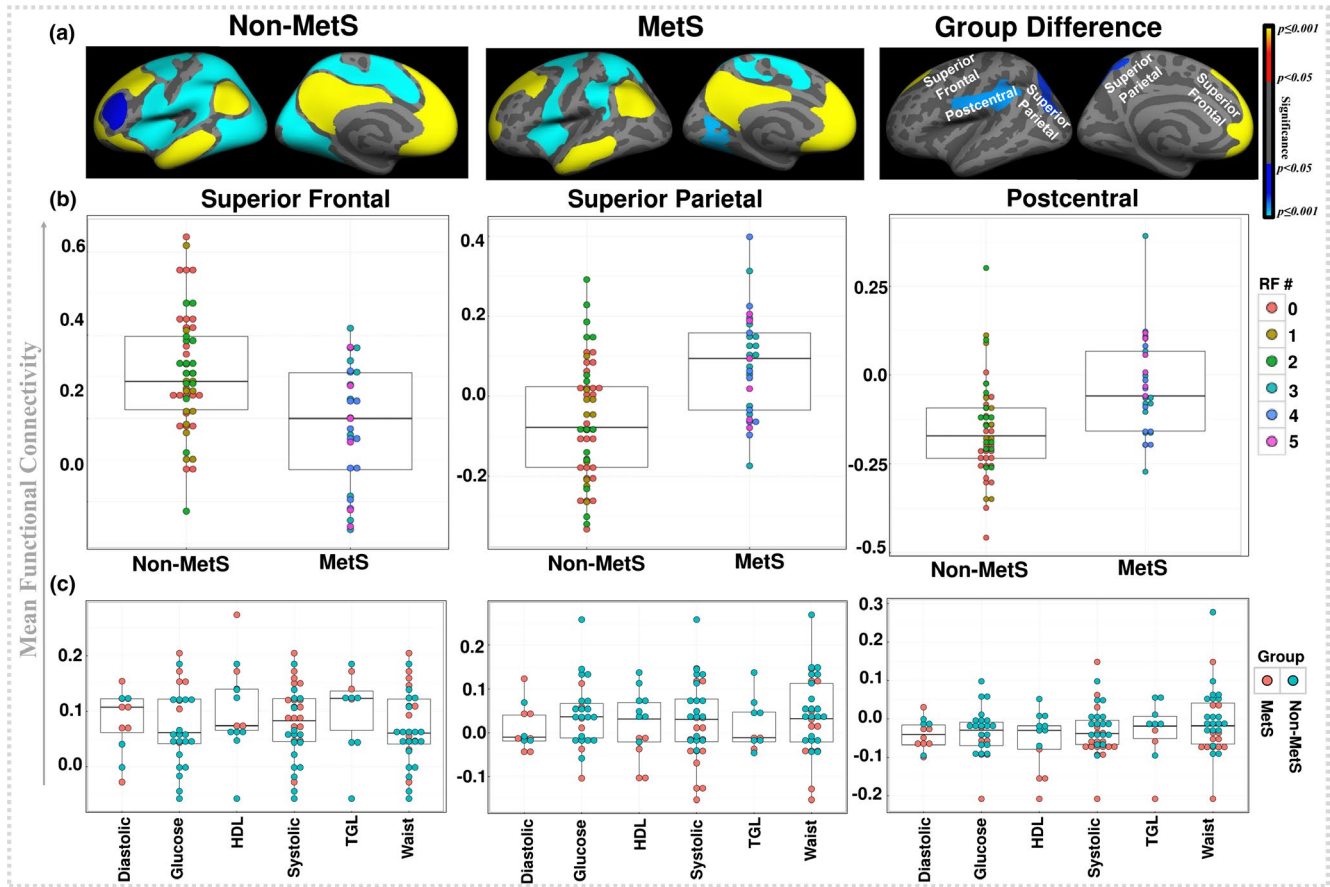 (a)
Non-MetS
MetS
Group Difference
Superior
Frontal
Postcentral
Superior
Parietal
Superior
Parietal
Superior
Frontal
p≤0.001
p<0.05
Significance
p<0.05
p≤0.001
(b)
Superior Frontal
Superior Parietal
Postcentral
Mean Functional Connectivity
0.6
0.4
0.2
0.0
Non-MetS
MetS
0.4
0.2
0.0
-0.2
Non-MetS
MetS
0.25
0.0
-0.25
-0.5
Non-MetS
MetS
RF #
0
1
2
3
4
5
(c)
0.2
0.1
0.0
Diastolic
Glucose
HDL
Systolic
TGL
Waist
0.2
0.1
0.0
-0.1
Diastolic
Glucose
HDL
Systolic
TGL
Waist
0.3
0.1
0.0
-0.1
-0.2
Diastolic
Glucose
HDL
Systolic
TGL
Waist
Group
MetS
Non-MetS